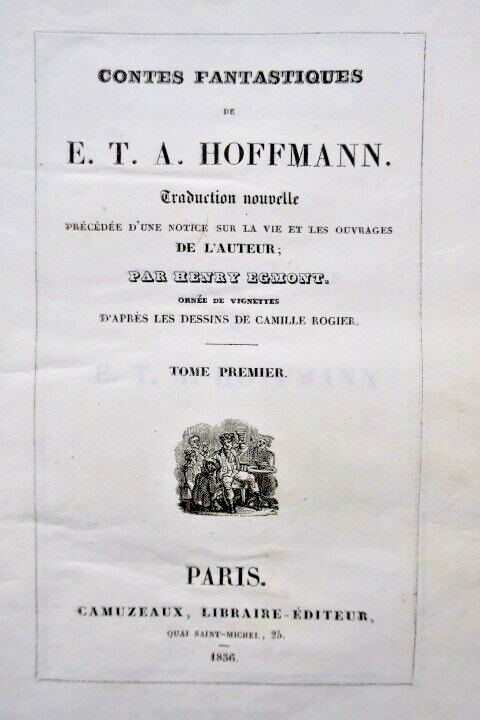 CONTES FANTASTIQUES
DE
E. T. A. HOFFMANN.
Traduction nouvelle
PRÉCÉDÉE D'UNE NOTICE SUR LA VIE ET LES OUVRAGES
DE L'AUTEUR;
PAR HENRY EGMONT.
ORNÉE DE VIGNETTES
D'APRÈS LES DESSINS DE CAMILLE ROGIER.
TOME PREMIER.
PARIS.
CAMUZEAUX, LIBRAIRE-ÉDITEUR,
QUAI SAINT-MICHEL, 25.
1836.